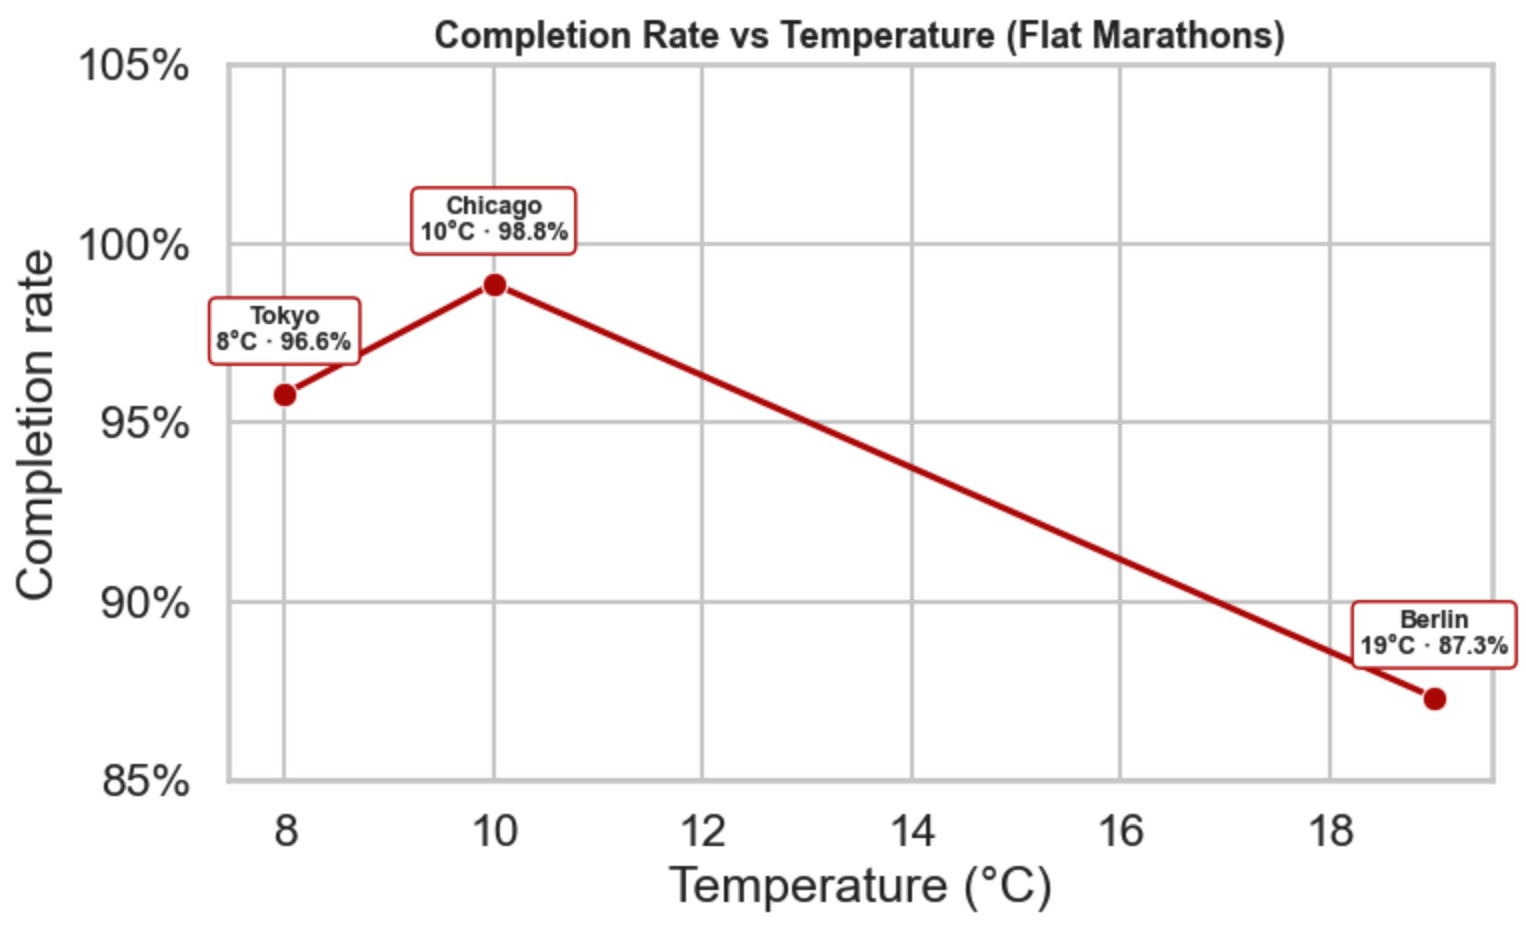 Completion Rate vs Temperature (Flat Marathons)
105%
100%
95%
90%
85%
Completion rate
Tokyo
8°C · 96.6%
Chicago
10°C · 98.8%
Berlin
19°C · 87.3%
8 10 12 14 16 18
Temperature (°C)